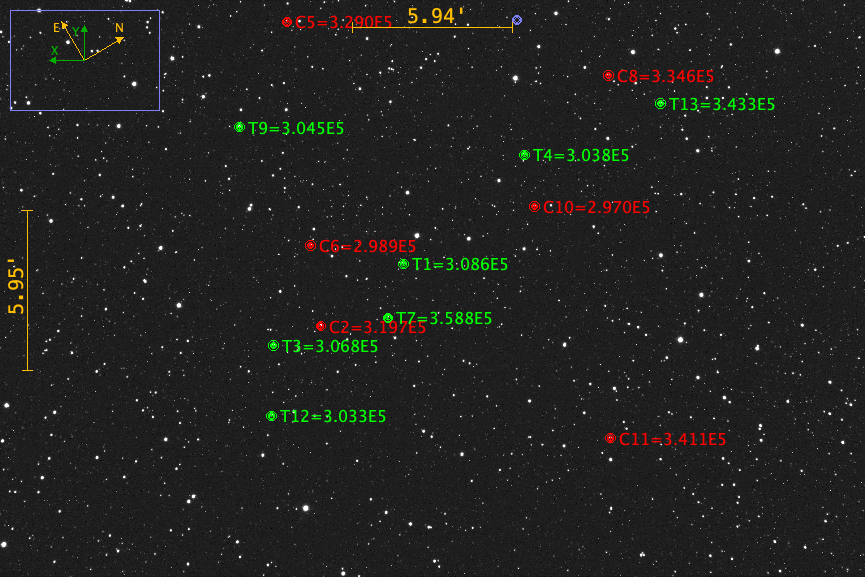 5.94'
C5=3.290E5
E
Y
N
X
C8=3.346E5
T13=3.433E5
T9=3.045E5
T4=3.038E5
C10=2.970E5
C6=2.989E5
T1=3.086E5
5.95'
T7=3.588E5
C2=3.197E5
T3=3.068E5
T12=3.033E5
C11=3.411E5